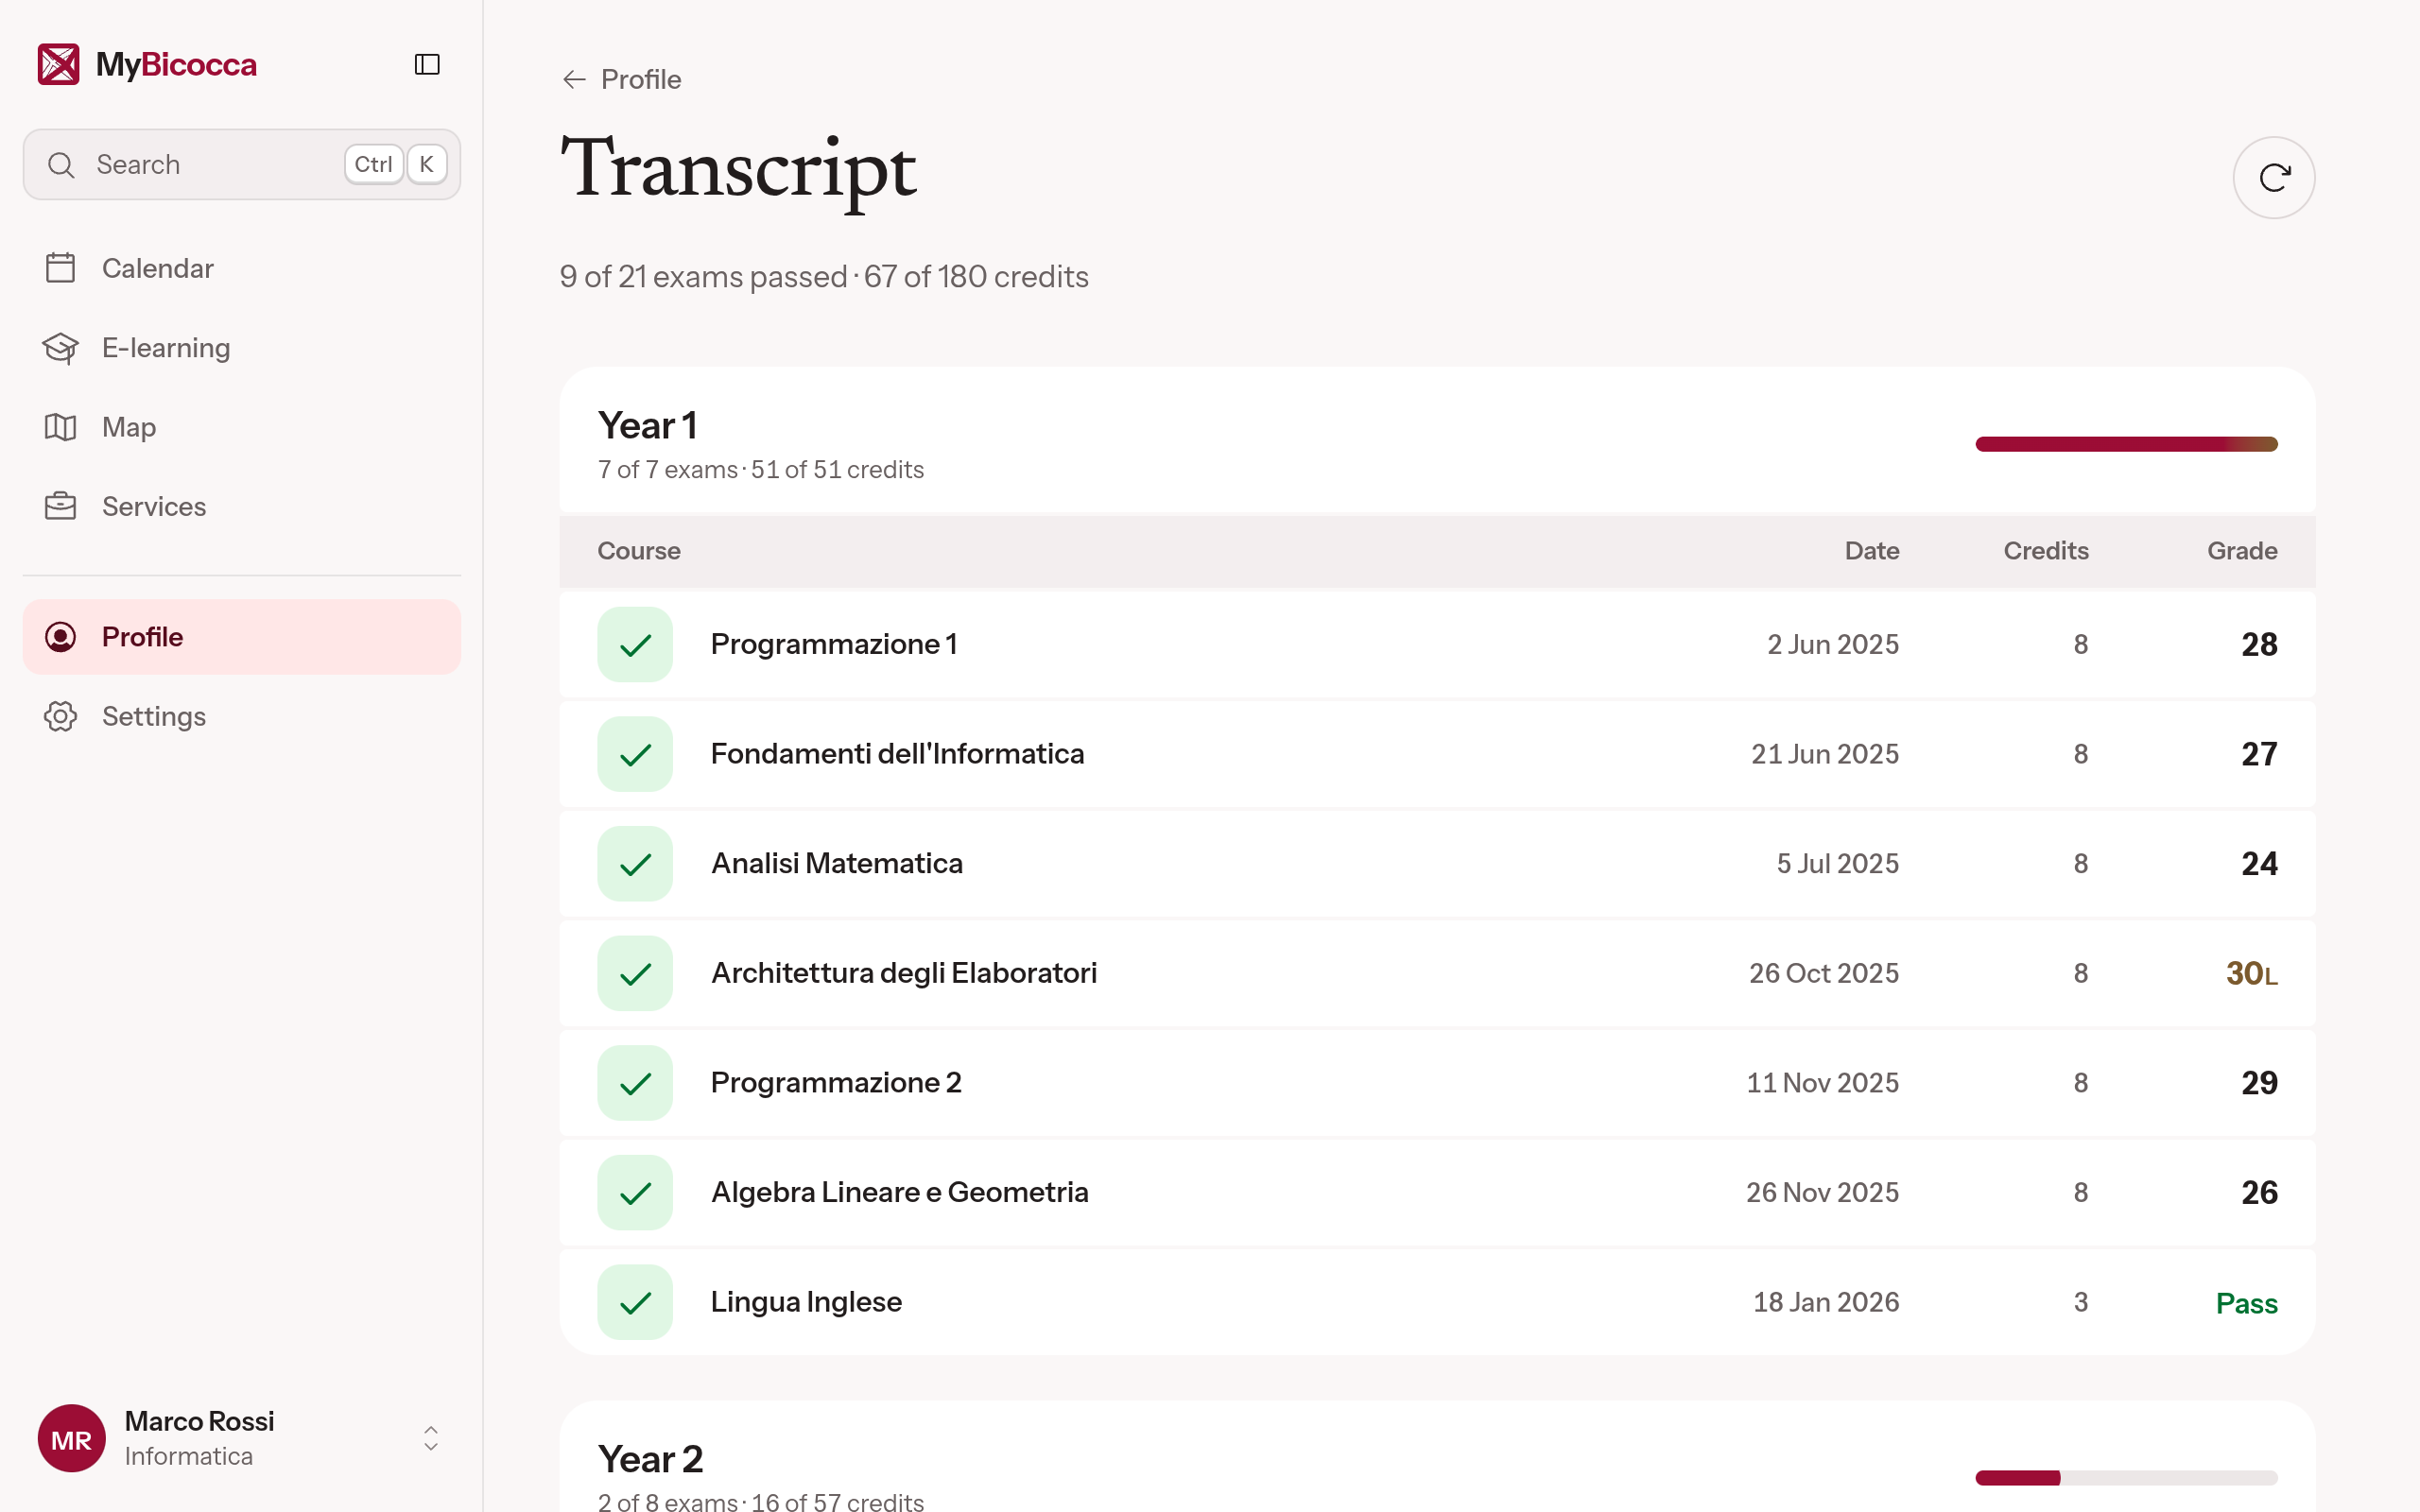 MyBicocca
Search Ctrl K
Calendar
E-learning
Map
Services
Profile
Settings
Marco Rossi
Informatica
MR
Profile
Transcript
9 of 21 exams passed · 67 of 180 credits
Year 1
7 of 7 exams · 51 of 51 credits
Course Date Credits Grade
Programmazione 1 2 Jun 2025 8 28
Fondamenti dell'Informatica 21 Jun 2025 8 27
Analisi Matematica 5 Jul 2025 8 24
Architettura degli Elaboratori 26 Oct 2025 8 30L
Programmazione 2 11 Nov 2025 8 29
Algebra Lineare e Geometria 26 Nov 2025 8 26
Lingua Inglese 18 Jan 2026 3 Pass
Year 2
2 of 8 exams · 16 of 57 credits